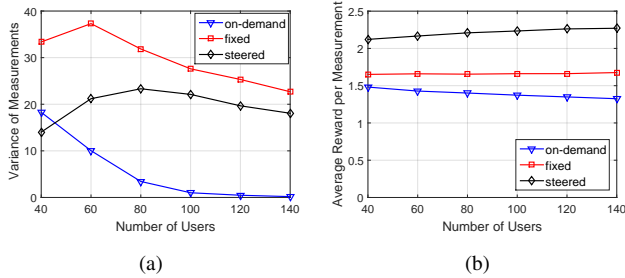 40
30
20
10
0
Variance of Measurements
40 60 80 100 120 140
Number of Users
on-demand
fixed
steered
(a)
2.5
2
1.5
1
0.5
0
Average Reward per Measurement
40 60 80 100 120 140
Number of Users
on-demand
fixed
steered
(b)